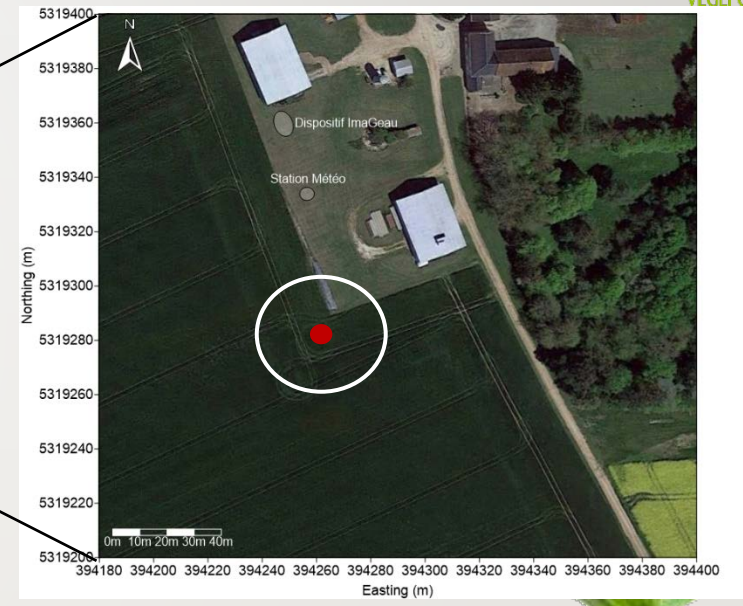 5319400
N
5319380
5319360
Dispositif ImaGeau
5319340
Station Météo
5319320
5319300
Northing (m)
5319280
5319260
5319240
5319220
0m 10m 20m 30m 40m
5319200
394180 394200 394220 394240 394260 394280 394300 394320 394340 394360 394380 394400
Easting (m)